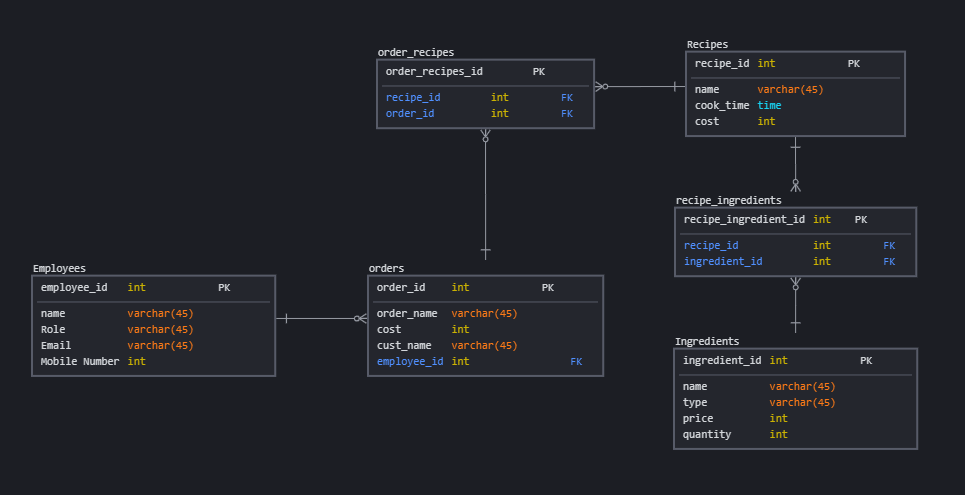 order_recipes
order_recipes_id PK
recipe_id int FK
order_id int FK
Recipes
recipe_id int PK
name varchar(45)
cook_time time
cost int
recipe_ingredients
recipe_ingredient_id int PK
recipe_id int FK
ingredient_id int FK
Employees
employee_id int PK
name varchar(45)
Role varchar(45)
Email varchar(45)
Mobile Number int
orders
order_id int PK
order_name varchar(45)
cost int
cust_name varchar(45)
employee_id int FK
Ingredients
ingredient_id int PK
name varchar(45)
type varchar(45)
price int
quantity int